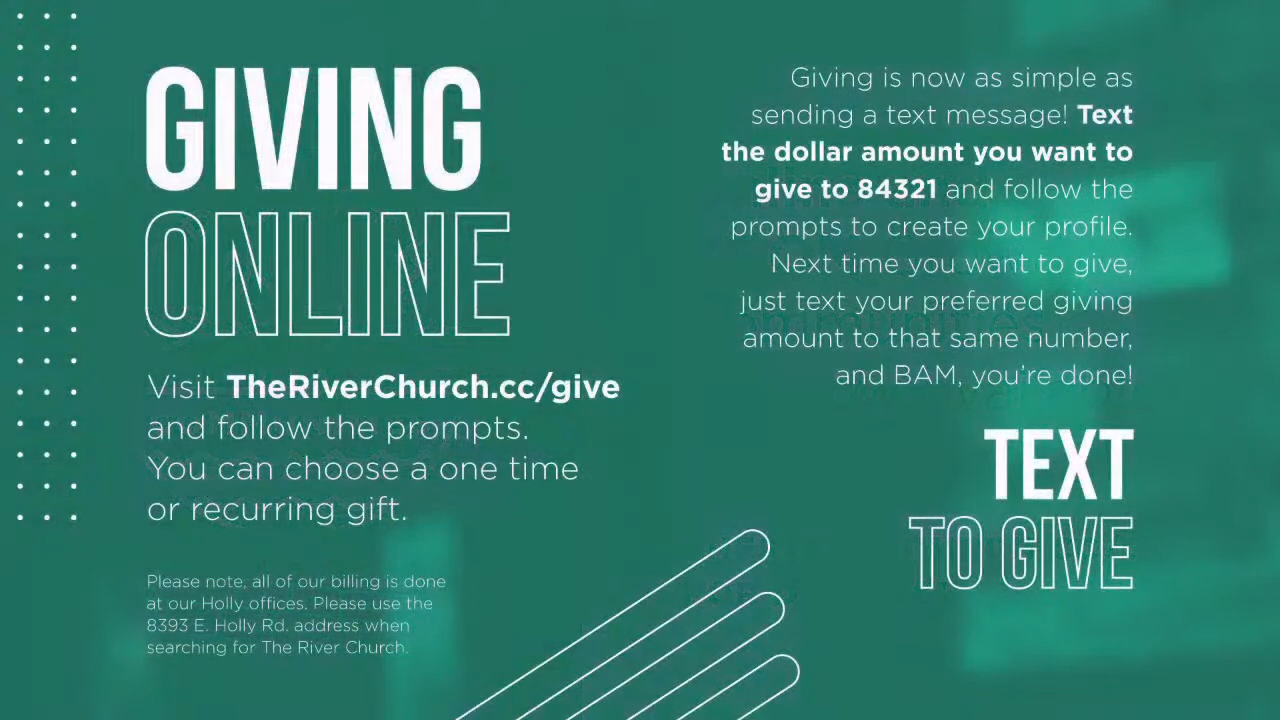 GIVING
ONLINE
Visit TheRiverChurch.cc/give
and follow the prompts.
You can choose a one time
or recurring gift.
Please note, all of our billing is done
at our Holly offices. Please use the
8393 E. Holly Rd. address when
searching for The River Church.
Giving is now as simple as
sending a text message! Text
the dollar amount you want to
give to 84321 and follow the
prompts to create your profile.
Next time you want to give,
just text your preferred giving
amount to that same number,
and BAM, you're done!
TEXT
TO GIVE